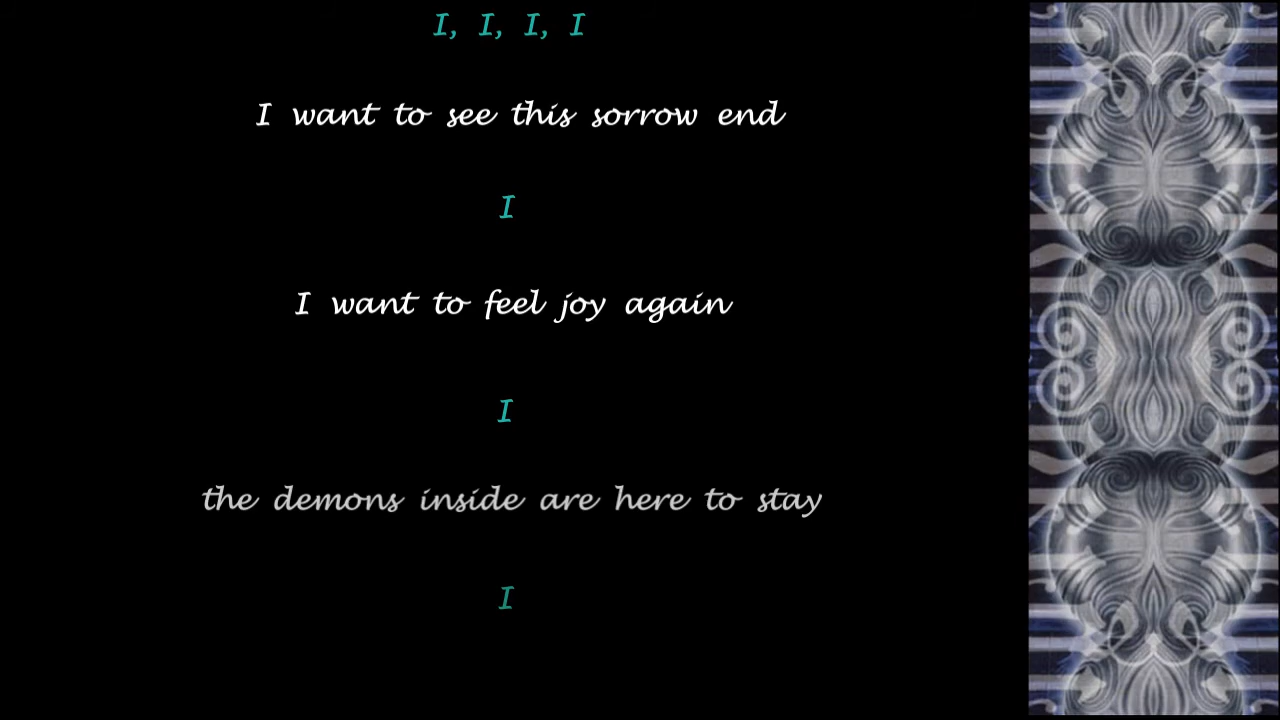 I, I, I, I
I want to see this sorrow end
I
I want to feel joy again
I
the demons inside are here to stay
I